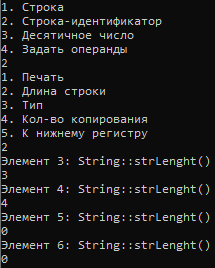 1. Строка
2. Строка-идентификатор
3. Десятичное число
4. Задать операнды
2
1. Печать
2. Длина строки
3. Тип
4. Кол-во копирования
5. К нижнему регистру
2
Элемент 3: String::strLenght()
3
Элемент 4: String::strLenght()
4
Элемент 5: String::strLenght()
0
Элемент 6: String::strLenght()
0